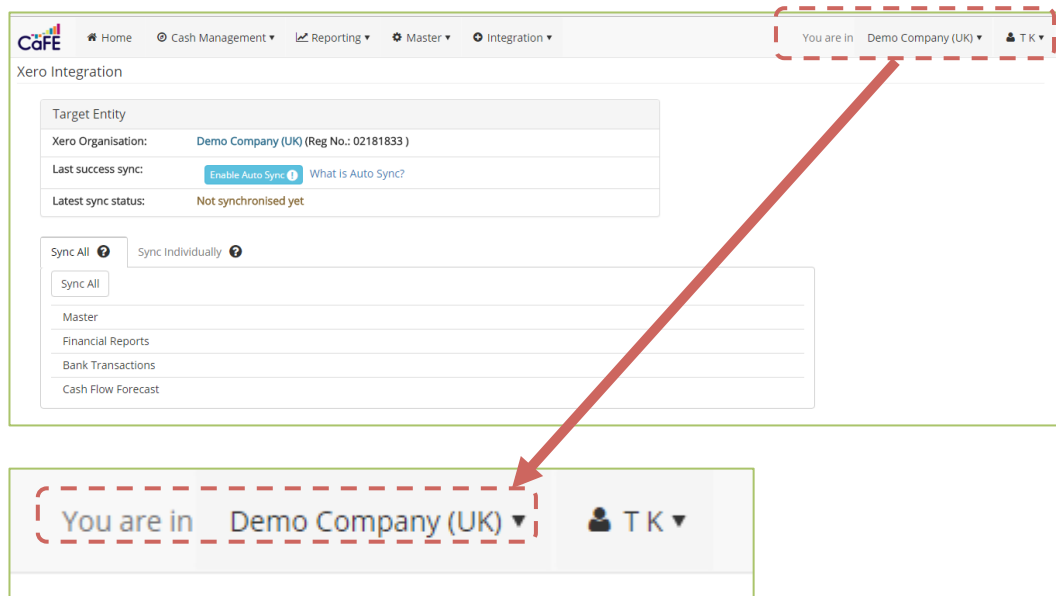 CaFE Home Cash Management ▾ Reporting ▾ Master ▾ Integration ▾ You are in Demo Company (UK) ▾ T K ▾
Xero Integration
Target Entity
Xero Organisation: Demo Company (UK) (Reg No.: 02181833 )
Last success sync: Enable Auto Sync ! What is Auto Sync?
Latest sync status: Not synchronised yet
Sync All ? Sync Individually ?
Sync All
Master
Financial Reports
Bank Transactions
Cash Flow Forecast
You are in Demo Company (UK) ▾ T K ▾